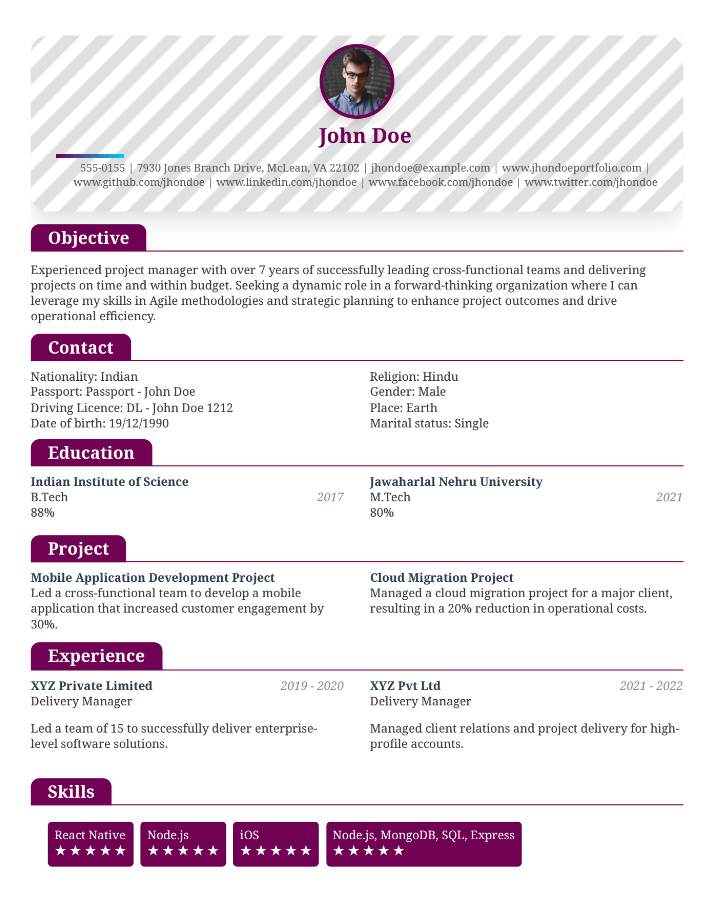 John Doe
555-0155 | 7930 Jones Branch Drive, McLean, VA 22102 | jhondoe@example.com | www.jhondoeportfolio.com |
www.github.com/jhondoe | www.linkedin.com/jhondoe | www.facebook.com/jhondoe | www.twitter.com/jhondoe
Objective
Experienced project manager with over 7 years of successfully leading cross-functional teams and delivering
projects on time and within budget. Seeking a dynamic role in a forward-thinking organization where I can
leverage my skills in Agile methodologies and strategic planning to enhance project outcomes and drive
operational efficiency.
Contact
Nationality: Indian
Passport: Passport - John Doe
Driving Licence: DL - John Doe 1212
Date of birth: 19/12/1990
Religion: Hindu
Gender: Male
Place: Earth
Marital status: Single
Education
Indian Institute of Science
B.Tech 2017
88%
Jawaharlal Nehru University
M.Tech 2021
80%
Project
Mobile Application Development Project
Led a cross-functional team to develop a mobile
application that increased customer engagement by
30%.
Cloud Migration Project
Managed a cloud migration project for a major client,
resulting in a 20% reduction in operational costs.
Experience
XYZ Private Limited 2019 - 2020
Delivery Manager
Led a team of 15 to successfully deliver enterprise-
level software solutions.
XYZ Pvt Ltd 2021 - 2022
Delivery Manager
Managed client relations and project delivery for high-
profile accounts.
Skills
React Native
★★★★★
Node.js
★★★★★
iOS
★★★★★
Node.js, MongoDB, SQL, Express
★★★★★